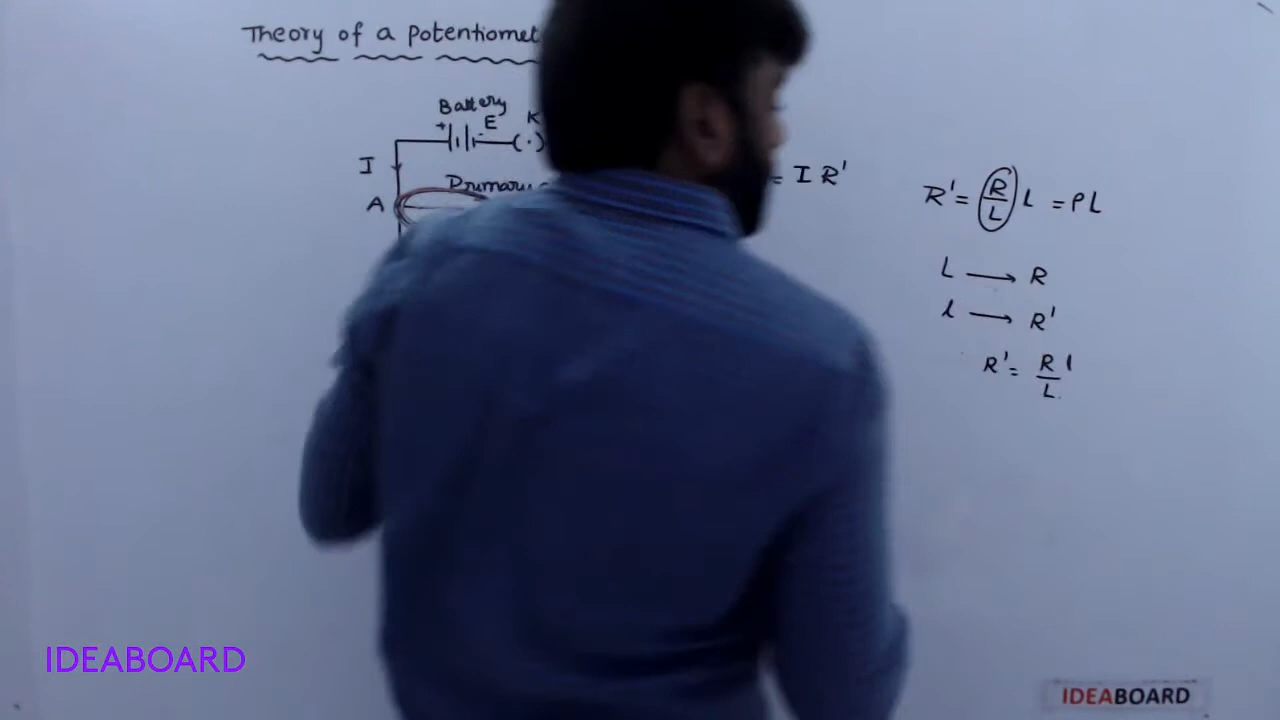 Theory of a potentiomet
Battery
+ E - K
I
(·)
= I R'
Primary
A
R' = R/L l = ρl
L → R
l → R'
R' = R/L l
IDEABOARD
IDEABOARD